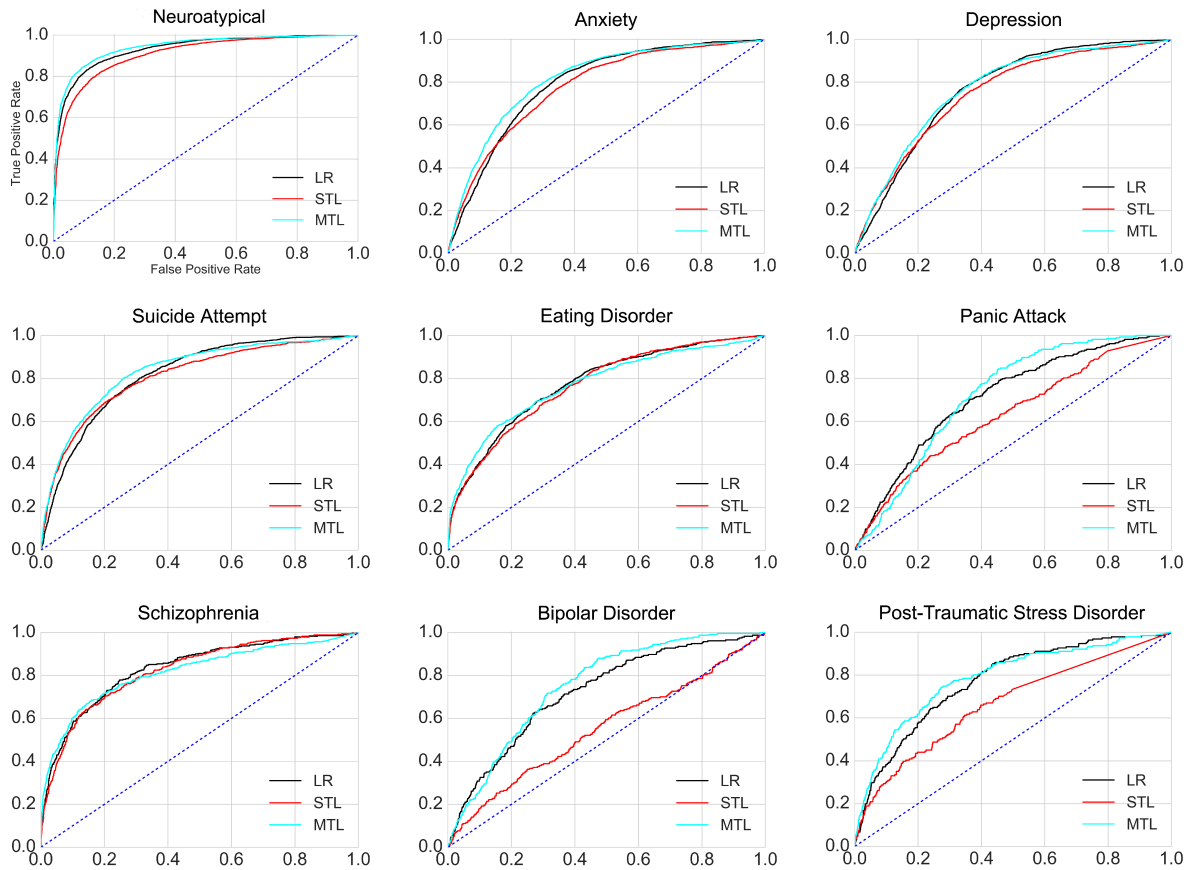 Neuroatypical
1.0
0.8
0.6
0.4
0.2
0.0
True Positive Rate
LR
STL
MTL
0.0 0.2 0.4 0.6 0.8 1.0
False Positive Rate
Anxiety
1.0
0.8
0.6
0.4
0.2
0.0
LR
STL
MTL
0.0 0.2 0.4 0.6 0.8 1.0
Depression
1.0
0.8
0.6
0.4
0.2
0.0
LR
STL
MTL
0.0 0.2 0.4 0.6 0.8 1.0
Suicide Attempt
1.0
0.8
0.6
0.4
0.2
0.0
LR
STL
MTL
0.0 0.2 0.4 0.6 0.8 1.0
Eating Disorder
1.0
0.8
0.6
0.4
0.2
0.0
LR
STL
MTL
0.0 0.2 0.4 0.6 0.8 1.0
Panic Attack
1.0
0.8
0.6
0.4
0.2
0.0
LR
STL
MTL
0.0 0.2 0.4 0.6 0.8 1.0
Schizophrenia
1.0
0.8
0.6
0.4
0.2
0.0
LR
STL
MTL
0.0 0.2 0.4 0.6 0.8 1.0
Bipolar Disorder
1.0
0.8
0.6
0.4
0.2
0.0
LR
STL
MTL
0.0 0.2 0.4 0.6 0.8 1.0
Post-Traumatic Stress Disorder
1.0
0.8
0.6
0.4
0.2
0.0
LR
STL
MTL
0.0 0.2 0.4 0.6 0.8 1.0